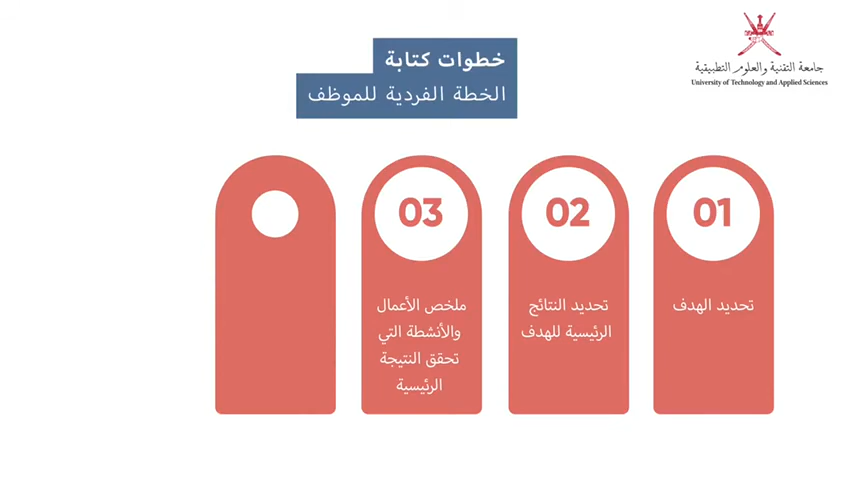 خطوات كتابة
الخطة الفردية للموظف
جامعة التقنية والعلوم التطبيقية
University of Technology and Applied Sciences
01
تحديد الهدف
02
تحديد النتائج
الرئيسية للهدف
03
ملخص الأعمال
والأنشطة التي
تحقق النتيجة
الرئيسية